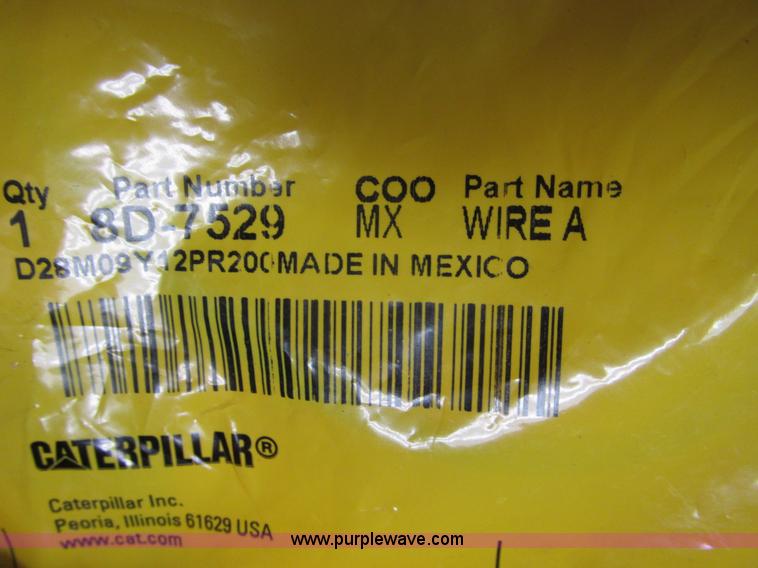 Qty Part Number COO Part Name
1 8D-7529 MX WIRE A
D28M09Y12PR200MADE IN MEXICO
CATERPILLAR®
Caterpillar Inc.
Peoria, Illinois 61629 USA
www.cat.com
www.purplewave.com